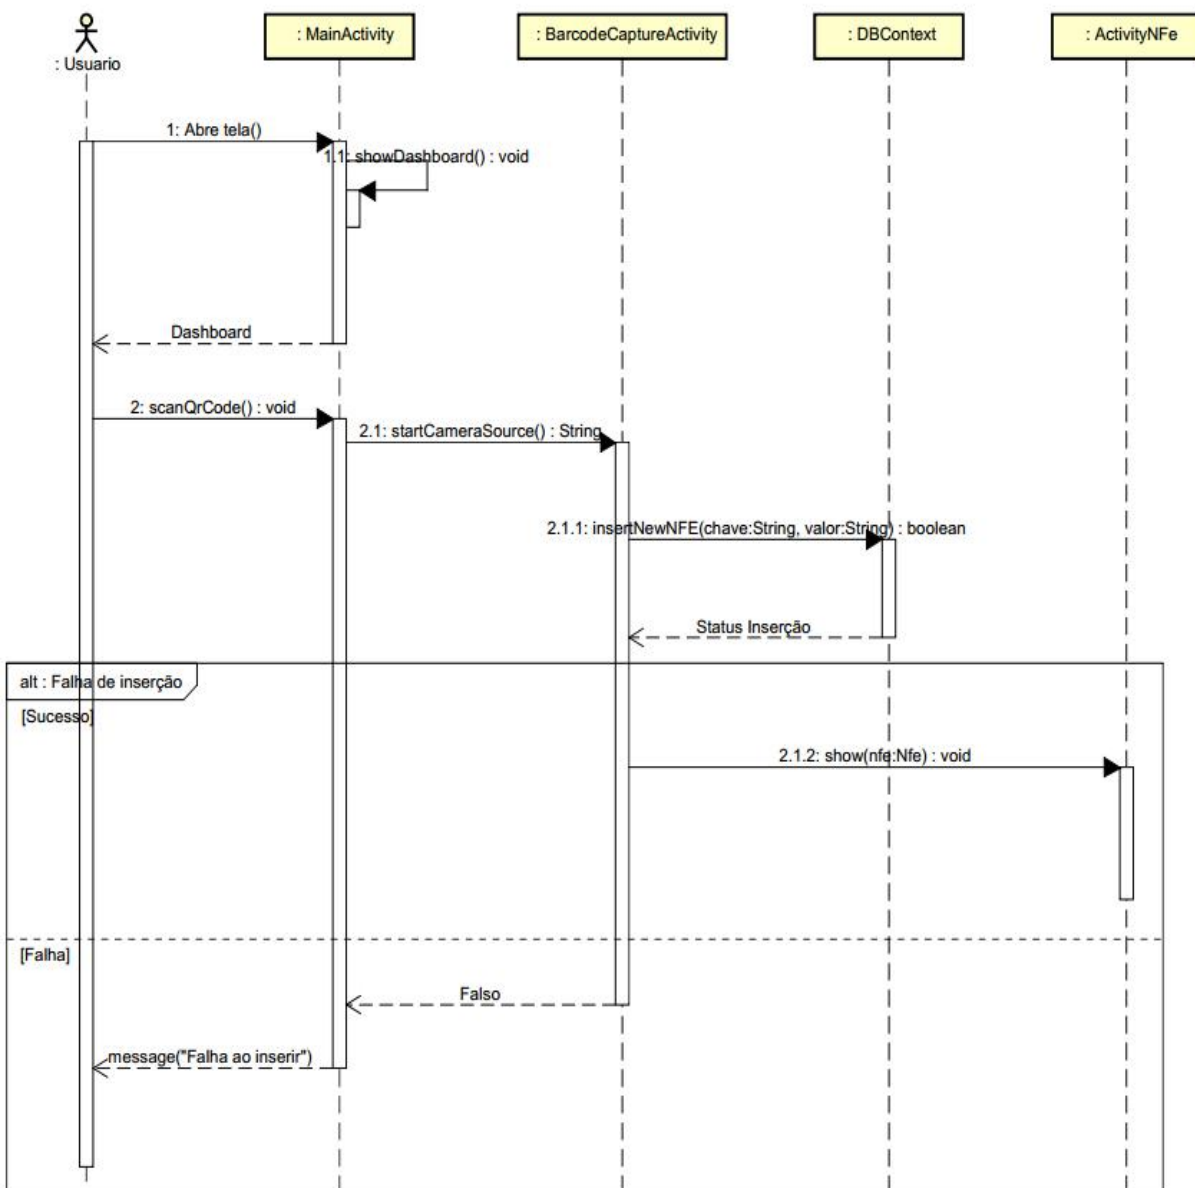 : Usuario
: MainActivity
: BarcodeCaptureActivity
: DBContext
: ActivityNFe
1: Abre tela()
1.1: showDashboard() : void
Dashboard
2: scanQrCode() : void
2.1: startCameraSource() : String
2.1.1: insertNewNFE(chave:String, valor:String) : boolean
Status Inserção
alt : Falha de inserção
[Sucesso]
2.1.2: show(nfe:Nfe) : void
[Falha]
Falso
message("Falha ao inserir")